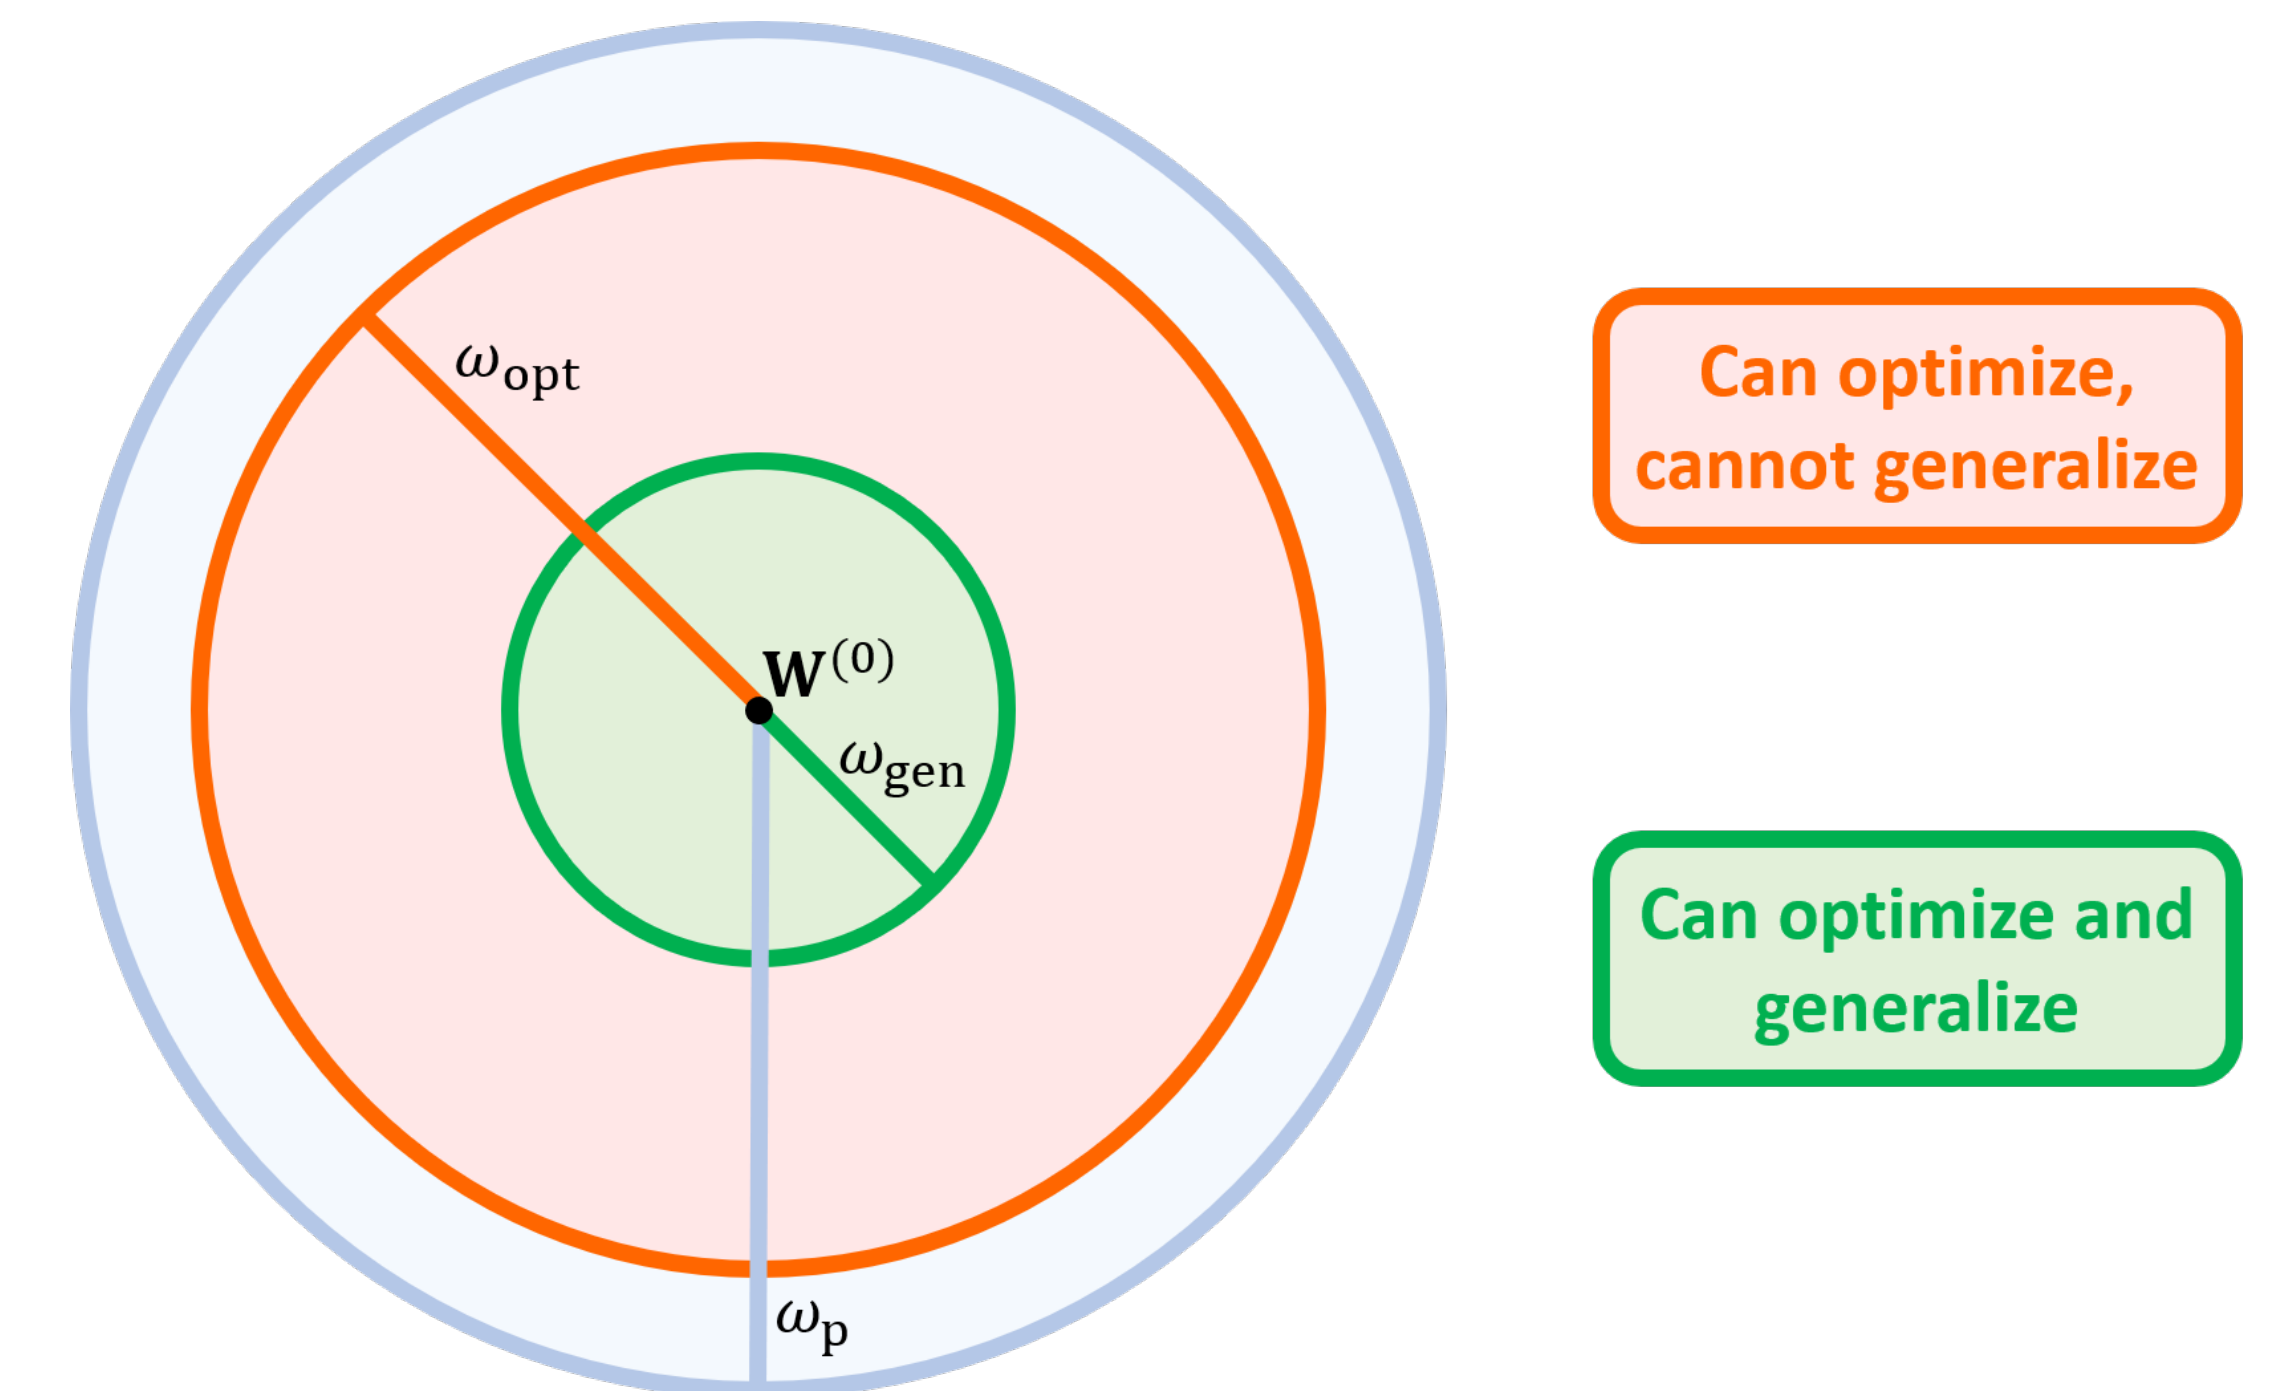 ω_opt
Can optimize,
cannot generalize
W^(0)
ω_gen
Can optimize and
generalize
ω_p